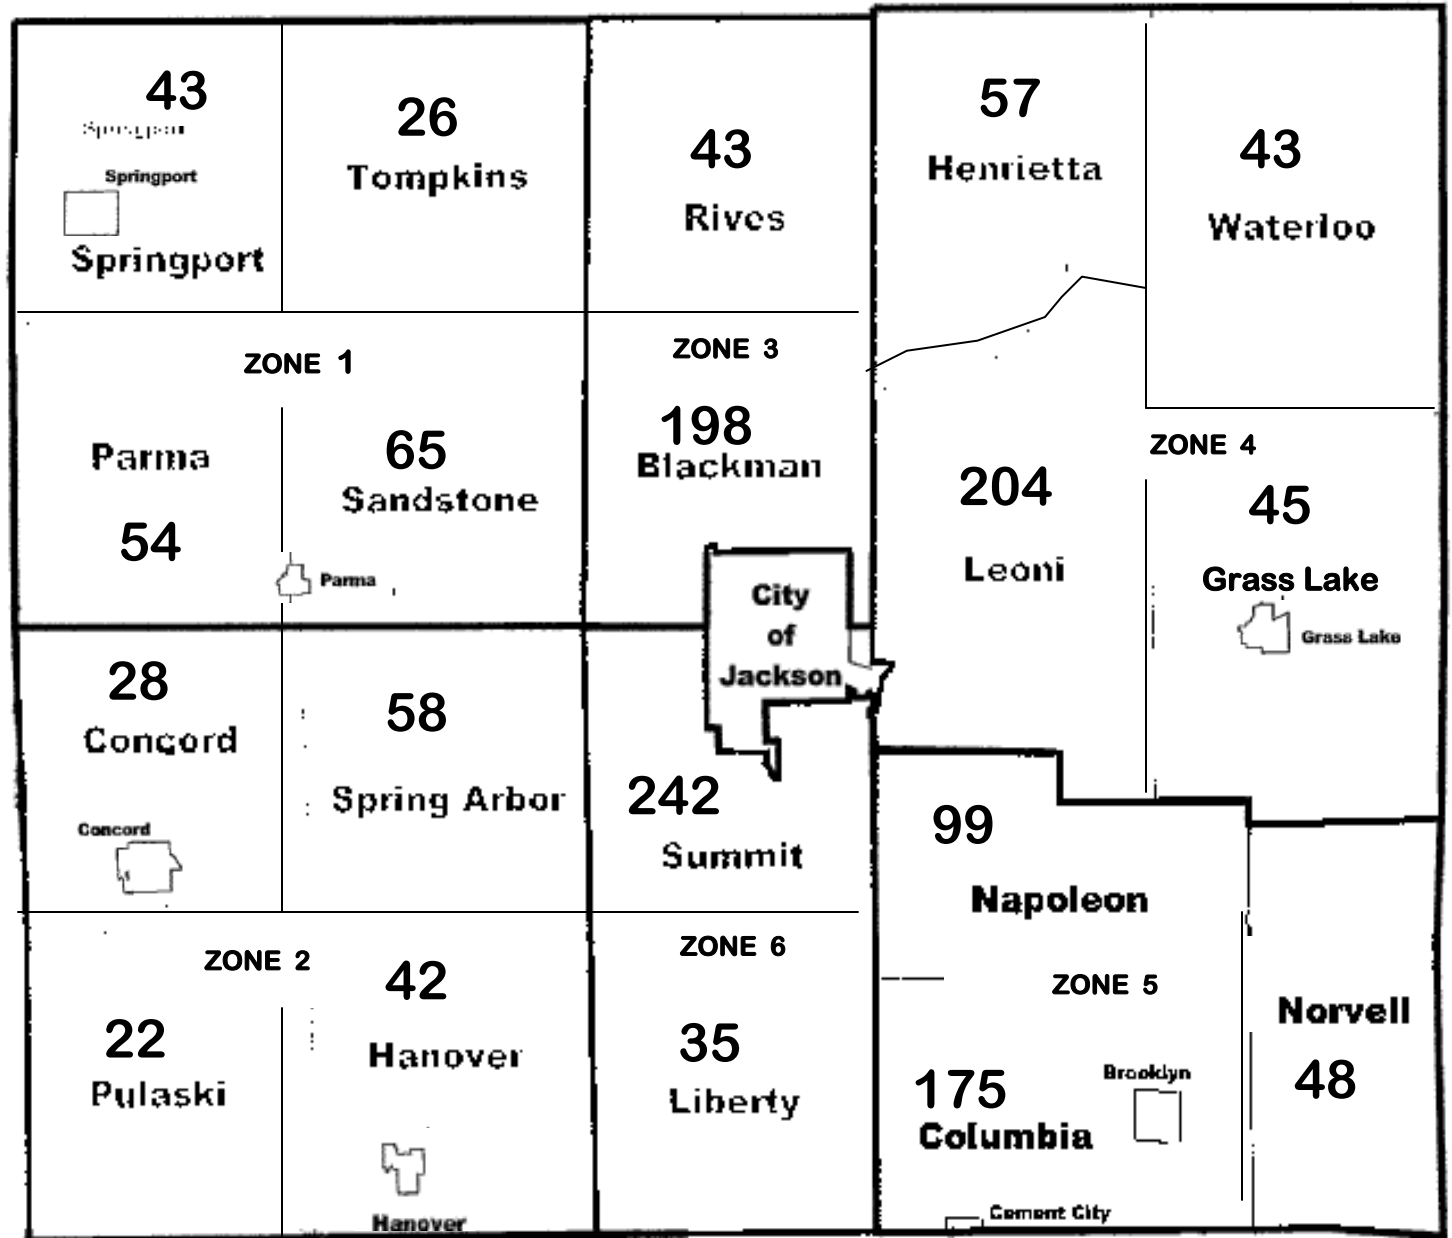 43
Springport
Springport
26
Tompkins
43
Rives
57
Henrietta
43
Waterloo
ZONE 1
Parma
54
65
Sandstone
Parma
ZONE 3
198
Blackman
City
of
Jackson
204
Leoni
ZONE 4
45
Grass Lake
Grass Lake
28
Concord
Concord
58
Spring Arbor
242
Summit
99
Napoleon
ZONE 2
22
Pulaski
42
Hanover
Hanover
ZONE 6
35
Liberty
ZONE 5
175
Columbia
Brooklyn
Cement City
Norvell
48